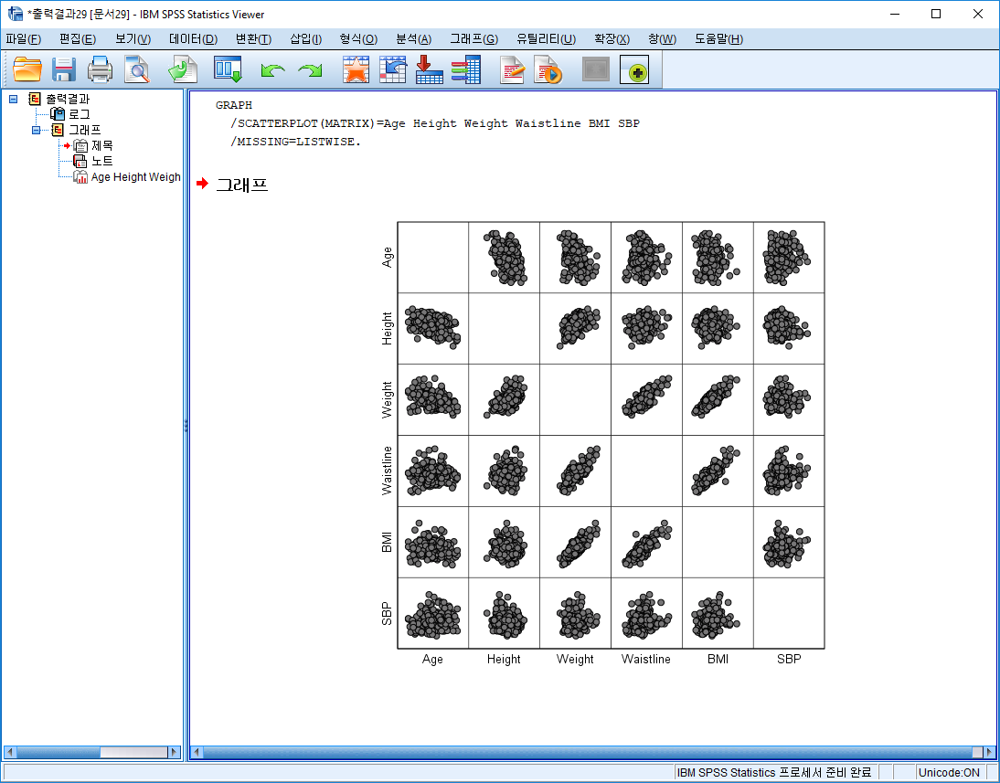 *출력결과29 [문서29] - IBM SPSS Statistics Viewer
파일(F) 편집(E) 보기(V) 데이터(D) 변환(T) 삽입(I) 형식(O) 분석(A) 그래프(G) 유틸리티(U) 확장(X) 창(W) 도움말(H)
출력결과
로그
그래프
제목
노트
Age Height Weigh
GRAPH
/SCATTERPLOT(MATRIX)=Age Height Weight Waistline BMI SBP
/MISSING=LISTWISE.
그래프
Age
Height
Weight
Waistline
BMI
SBP
Age Height Weight Waistline BMI SBP
IBM SPSS Statistics 프로세서 준비 완료 Unicode:ON